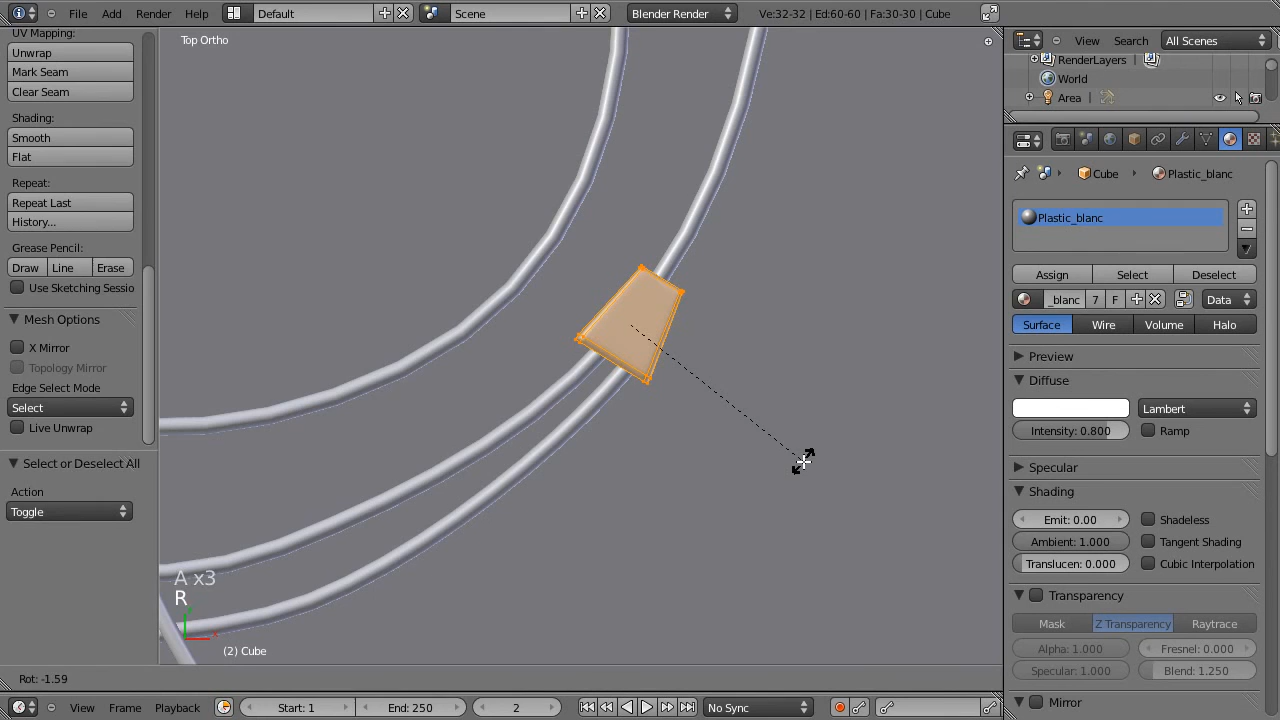 File Add Render Help Default Scene Blender Render Ve:32-32 | Ed:60-60 | Fa:30-30 | Cube
UV Mapping:
Unwrap
Mark Seam
Clear Seam
Shading:
Smooth
Flat
Repeat:
Repeat Last
History...
Grease Pencil:
Draw Line Erase
Use Sketching Sessio
Mesh Options
X Mirror
Topology Mirror
Edge Select Mode
Select
Live Unwrap
Select or Deselect All
Action
Toggle
Top Ortho
A x3
R
(2) Cube
Rot: -1.59
View Frame Playback Start: 1 End: 250 2 No Sync
View Search All Scenes
RenderLayers |
World
Area |
Cube Plastic_blanc
Plastic_blanc
Assign Select Deselect
_blanc 7 F Data
Surface Wire Volume Halo
Preview
Diffuse
Lambert
Intensity: 0.800 Ramp
Specular
Shading
Emit: 0.00 Shadeless
Ambient: 1.000 Tangent Shading
Translucen: 0.000 Cubic Interpolation
Transparency
Mask Z Transparency Raytrace
Alpha: 1.000 Fresnel: 0.000
Specular: 1.000 Blend: 1.250
Mirror